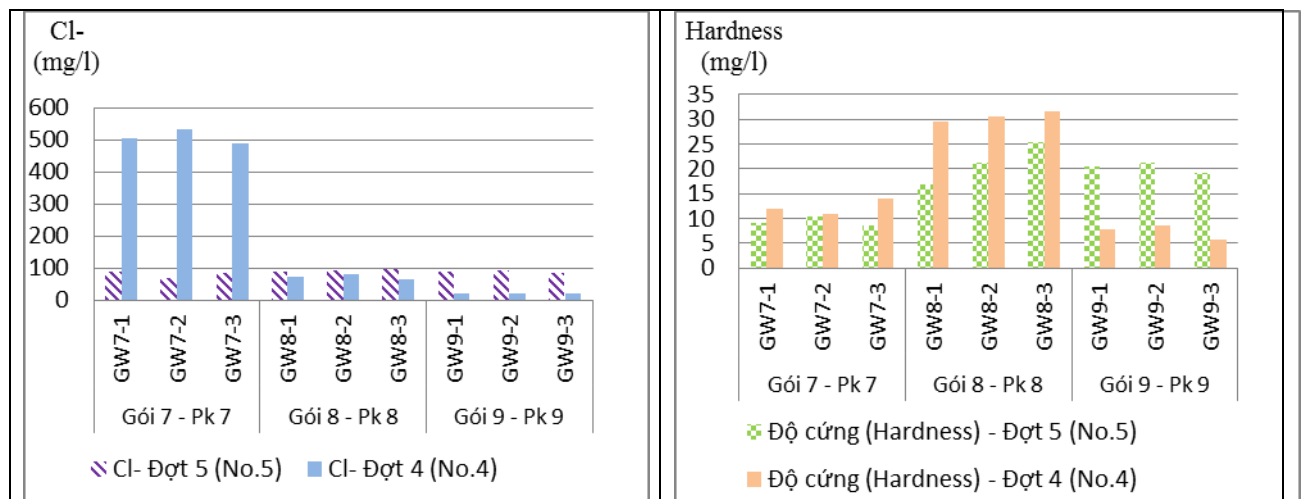 Cl-
(mg/l)
600
500
400
300
200
100
0
GW7-1
GW7-2
GW7-3
GW8-1
GW8-2
GW8-3
GW9-1
GW9-2
GW9-3
Gói 7 - Pk 7
Gói 8 - Pk 8
Gói 9 - Pk 9
Cl- Đợt 5 (No.5)
Cl- Đợt 4 (No.4)
Hardness
(mg/l)
35
30
25
20
15
10
5
0
GW7-1
GW7-2
GW7-3
GW8-1
GW8-2
GW8-3
GW9-1
GW9-2
GW9-3
Gói 7 - Pk 7
Gói 8 - Pk 8
Gói 9 - Pk 9
Độ cứng (Hardness) - Đợt 5 (No.5)
Độ cứng (Hardness) - Đợt 4 (No.4)